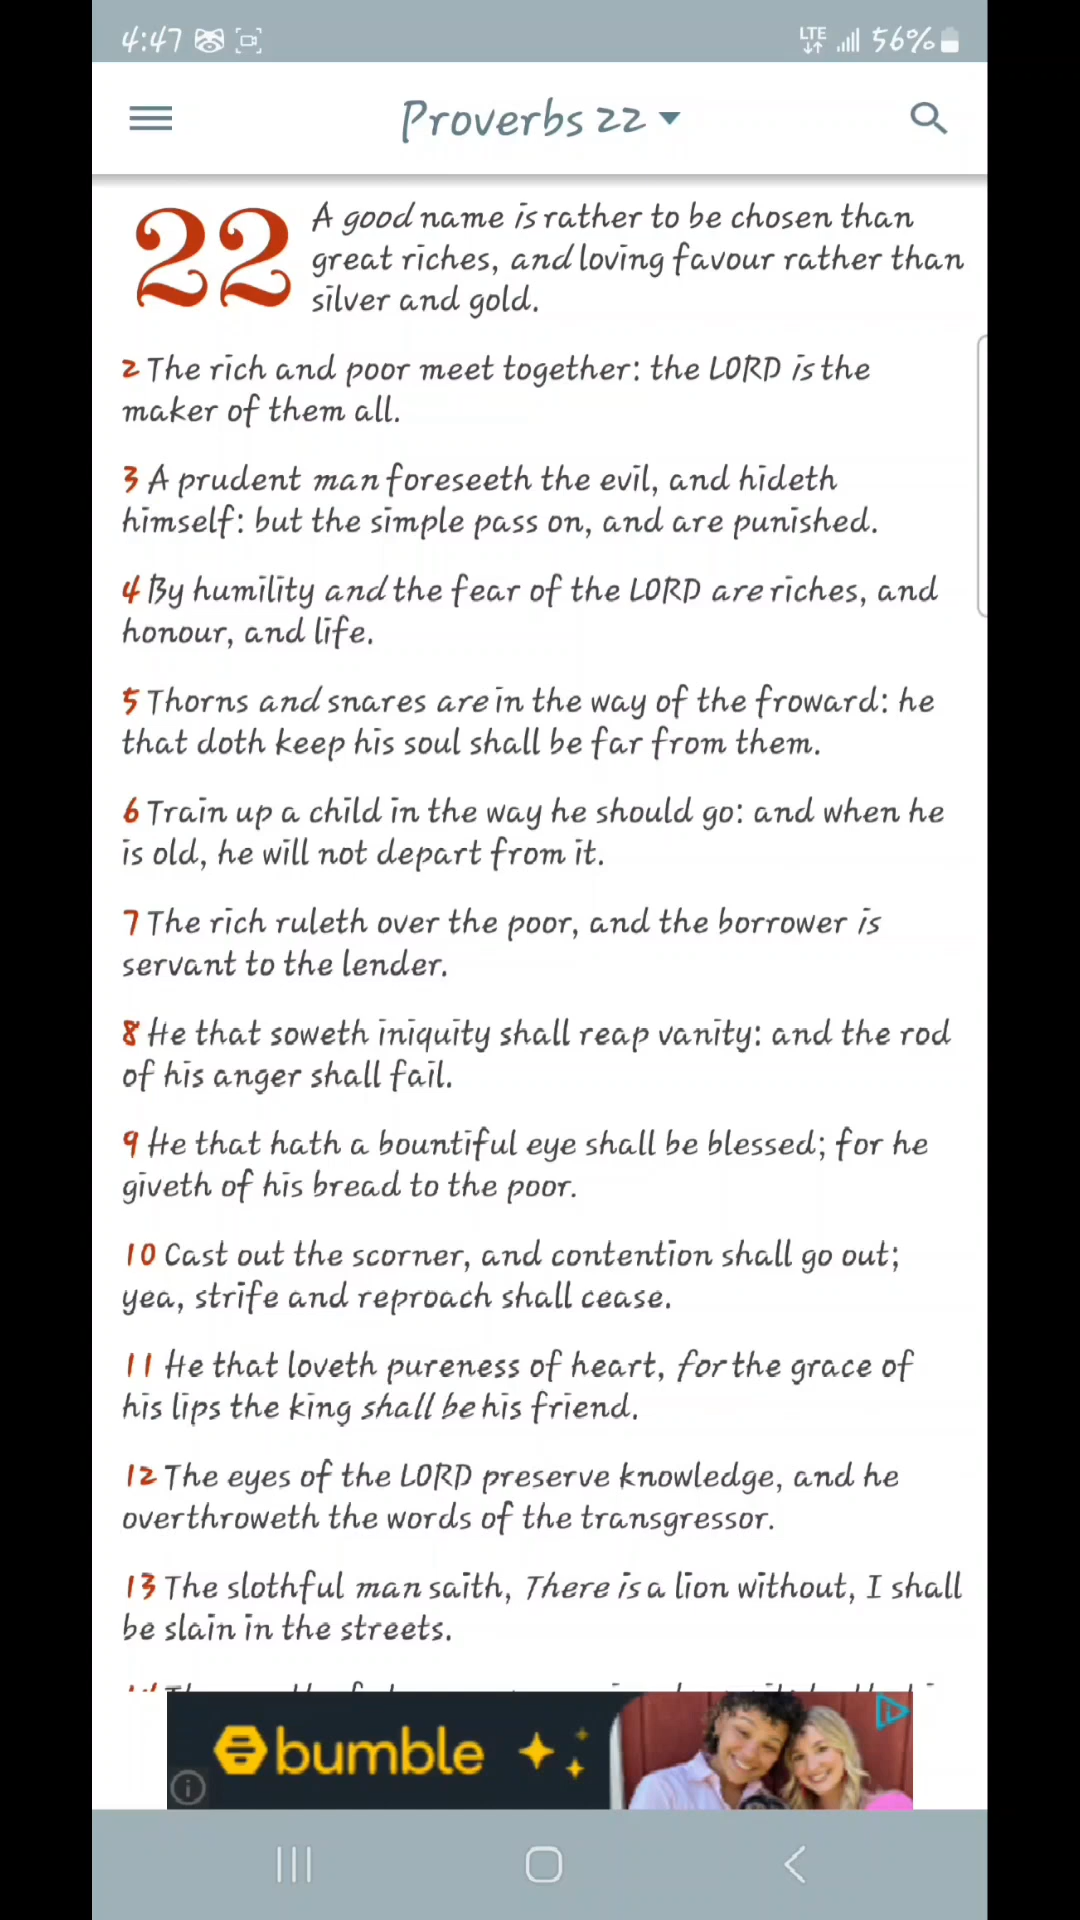 4:47
LTE
56%
Proverbs 22
22
A good name is rather to be chosen than
great riches, and loving favour rather than
silver and gold.
2 The rich and poor meet together: the LORD is the
maker of them all.
3 A prudent man foreseeth the evil, and hideth
himself: but the simple pass on, and are punished.
4 By humility and the fear of the LORD are riches, and
honour, and life.
5 Thorns and snares are in the way of the froward: he
that doth keep his soul shall be far from them.
6 Train up a child in the way he should go: and when he
is old, he will not depart from it.
7 The rich ruleth over the poor, and the borrower is
servant to the lender.
8 He that soweth iniquity shall reap vanity: and the rod
of his anger shall fail.
9 He that hath a bountiful eye shall be blessed; for he
giveth of his bread to the poor.
10 Cast out the scorner, and contention shall go out;
yea, strife and reproach shall cease.
11 He that loveth pureness of heart, for the grace of
his lips the king shall be his friend.
12 The eyes of the LORD preserve knowledge, and he
overthroweth the words of the transgressor.
13 The slothful man saith, There is a lion without, I shall
be slain in the streets.
bumble